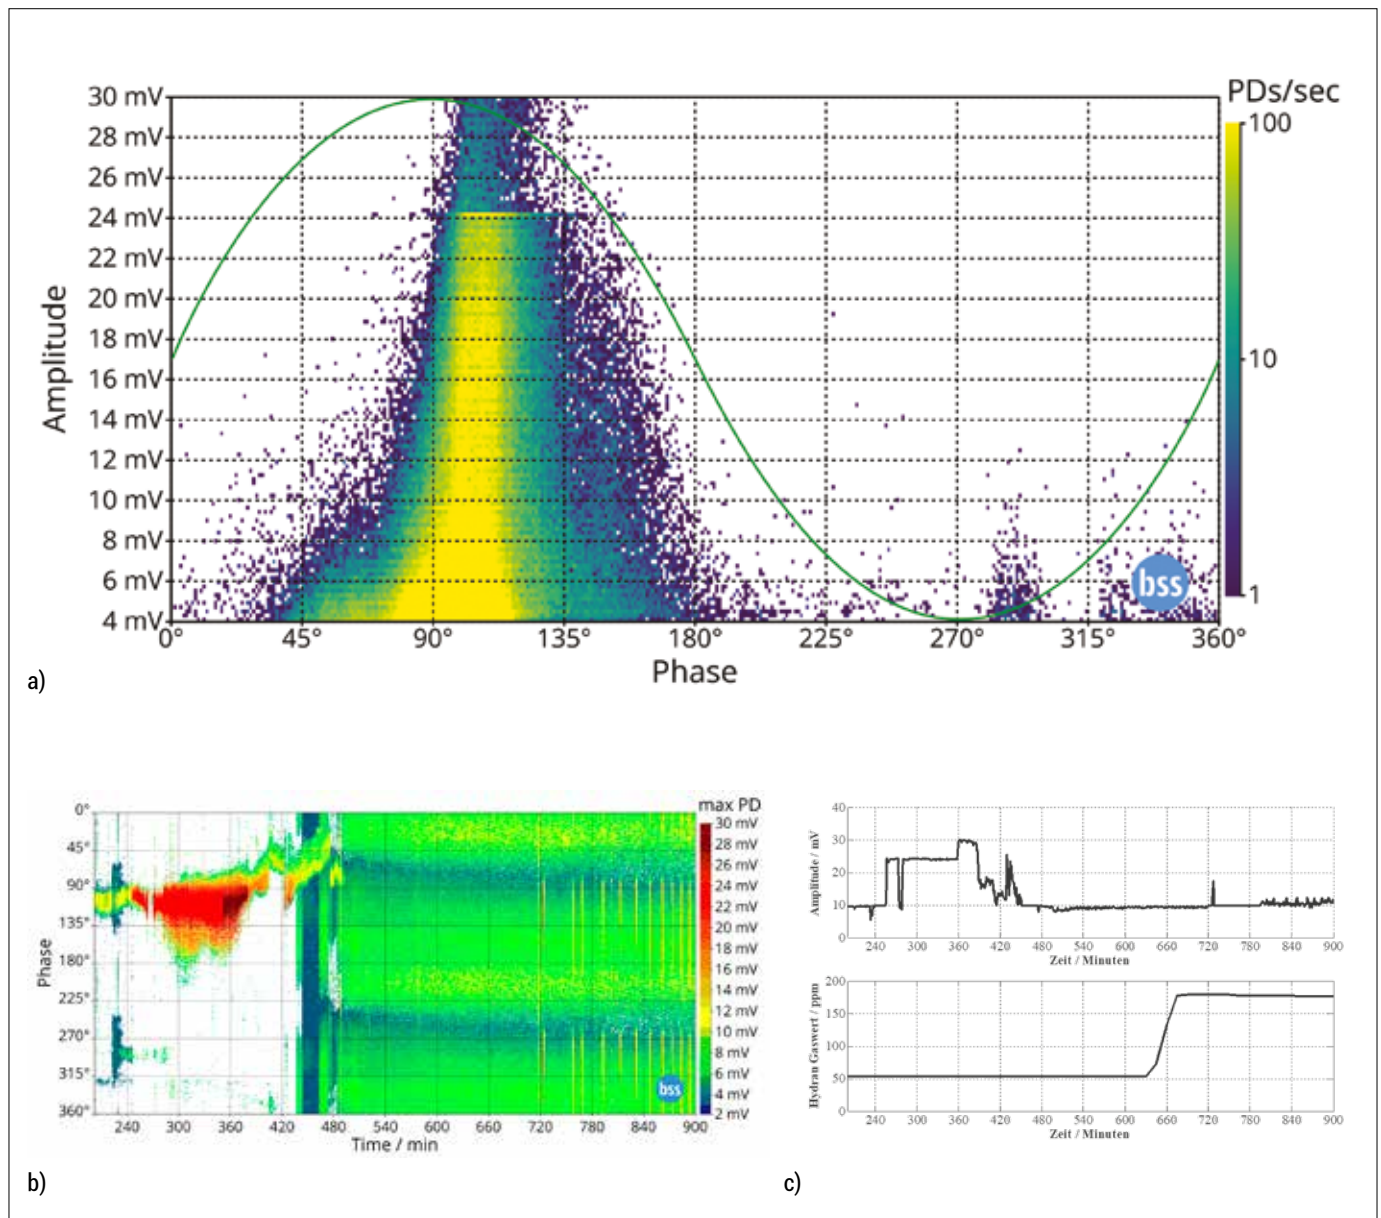 PDs/sec
30 mV
28 mV
26 mV
24 mV
22 mV
20 mV
18 mV
16 mV
14 mV
12 mV
10 mV
8 mV
6 mV
4 mV
Amplitude
100
10
1
bss
0 45° 90° 135° 180° 225° 270° 315° 360°
Phase
a)
max PD
0°
45°
90°
135°
180°
225°
270°
315°
360°
Phase
30 mV
28 mV
26 mV
24 mV
22 mV
20 mV
18 mV
16 mV
14 mV
12 mV
10 mV
8 mV
6 mV
4 mV
2 mV
bss
240 300 360 420 480 540 600 660 720 780 840 900
Time / min
b)
Amplitude / mV
40
30
20
10
0
240 300 360 420 480 540 600 660 720 780 840 900
Zeit / Minuten
Hydran Gaswert / ppm
200
150
100
50
0
240 300 360 420 480 540 600 660 720 780 840 900
Zeit / Minuten
c)